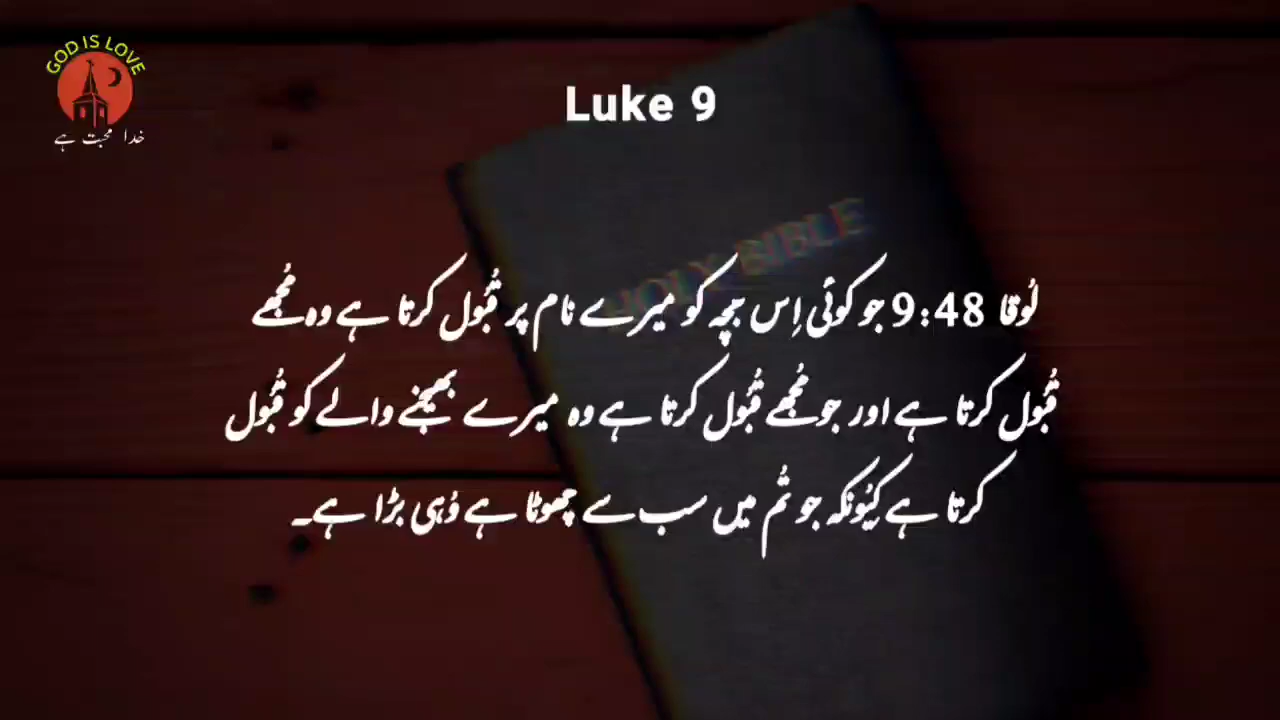 GOD IS LOVE
خدا محبت ہے
Luke 9
HOLY BIBLE
لُوقا 9:48 جو کوئی اِس بچہ کو میرے نام پر قبُول کرتا ہے وہ مُجھے
قبُول کرتا ہے اور جو مُجھے قبُول کرتا ہے وہ میرے بھیجنے والے کو قبُول
کرتا ہے کیُونکہ جو تُم میں سب سے چھوٹا ہے وُہی بڑا ہے۔